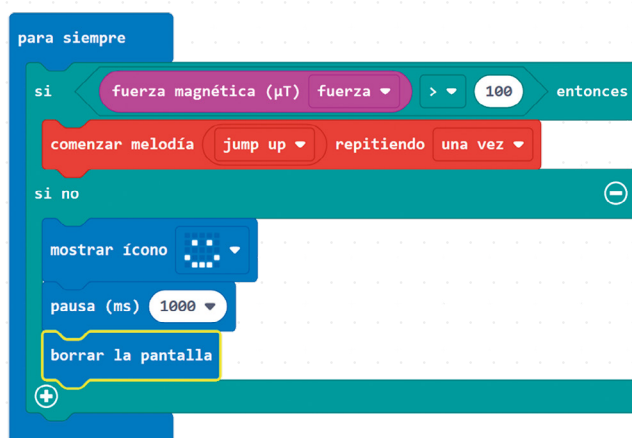 para siempre
si fuerza magnética (µT) fuerza > 100 entonces
comenzar melodía jump up repitiendo una vez
si no
mostrar ícono
pausa (ms) 1000
borrar la pantalla